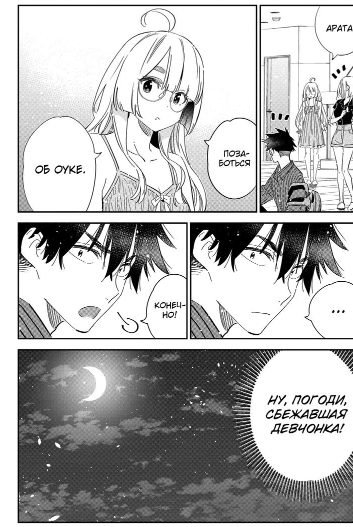 АРАТА
ПОЗА-
БОТЬСЯ
ОБ ОУКЕ.
...
КОНЕЧ-
НО!
НУ, ПОГОДИ,
СБЕЖАВШАЯ
ДЕВЧОНКА!